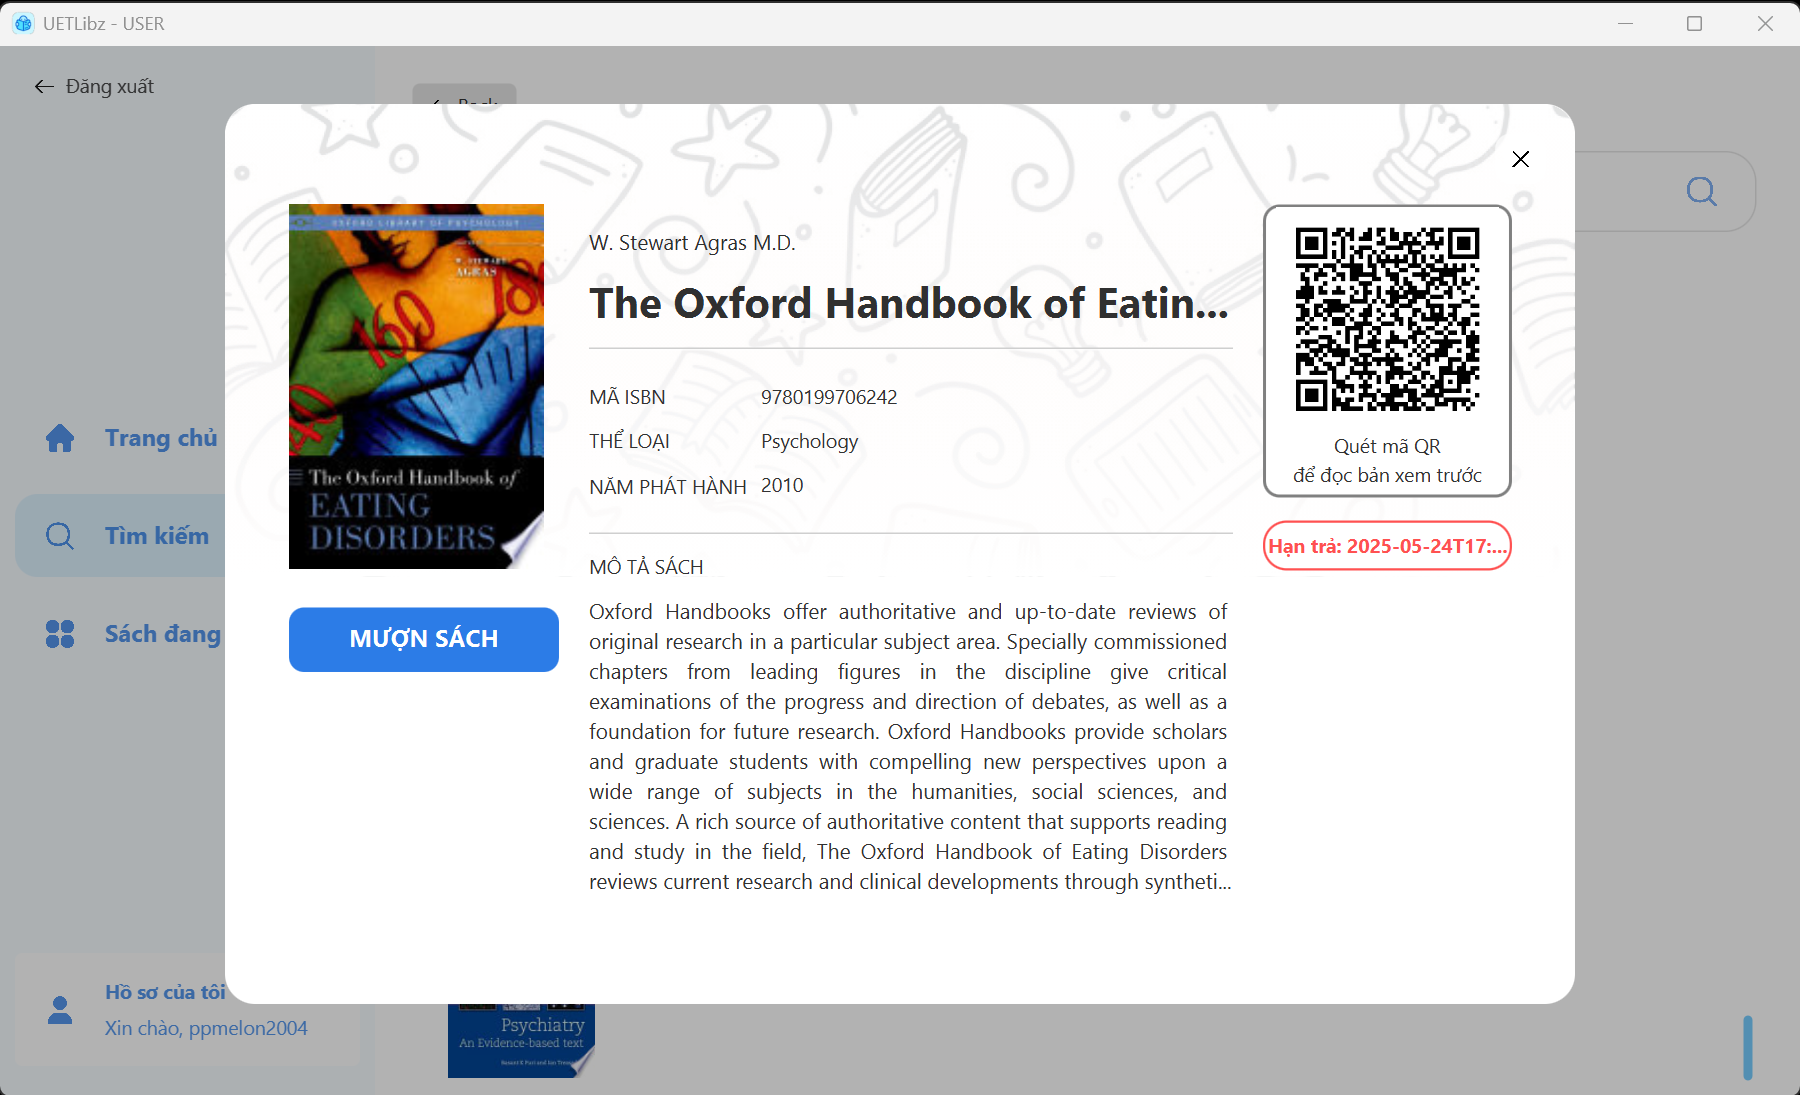 UETLibz - USER
Đăng xuất
Back
Trang chủ
Tìm kiếm
Sách đang
Hồ sơ của tôi
Xin chào, ppmelon2004
OXFORD LIBRARY OF PSYCHOLOGY
W. STEWART
AGRAS
160
The Oxford Handbook of
EATING
DISORDERS
MƯỢN SÁCH
W. Stewart Agras M.D.
The Oxford Handbook of Eatin...
MÃ ISBN 9780199706242
THỂ LOẠI Psychology
NĂM PHÁT HÀNH 2010
MÔ TẢ SÁCH
Oxford Handbooks offer authoritative and up-to-date reviews of
original research in a particular subject area. Specially commissioned
chapters from leading figures in the discipline give critical
examinations of the progress and direction of debates, as well as a
foundation for future research. Oxford Handbooks provide scholars
and graduate students with compelling new perspectives upon a
wide range of subjects in the humanities, social sciences, and
sciences. A rich source of authoritative content that supports reading
and study in the field, The Oxford Handbook of Eating Disorders
reviews current research and clinical developments through syntheti...
Quét mã QR
để đọc bản xem trước
Hạn trả: 2025-05-24T17:...
Psychiatry
An Evidence-based text